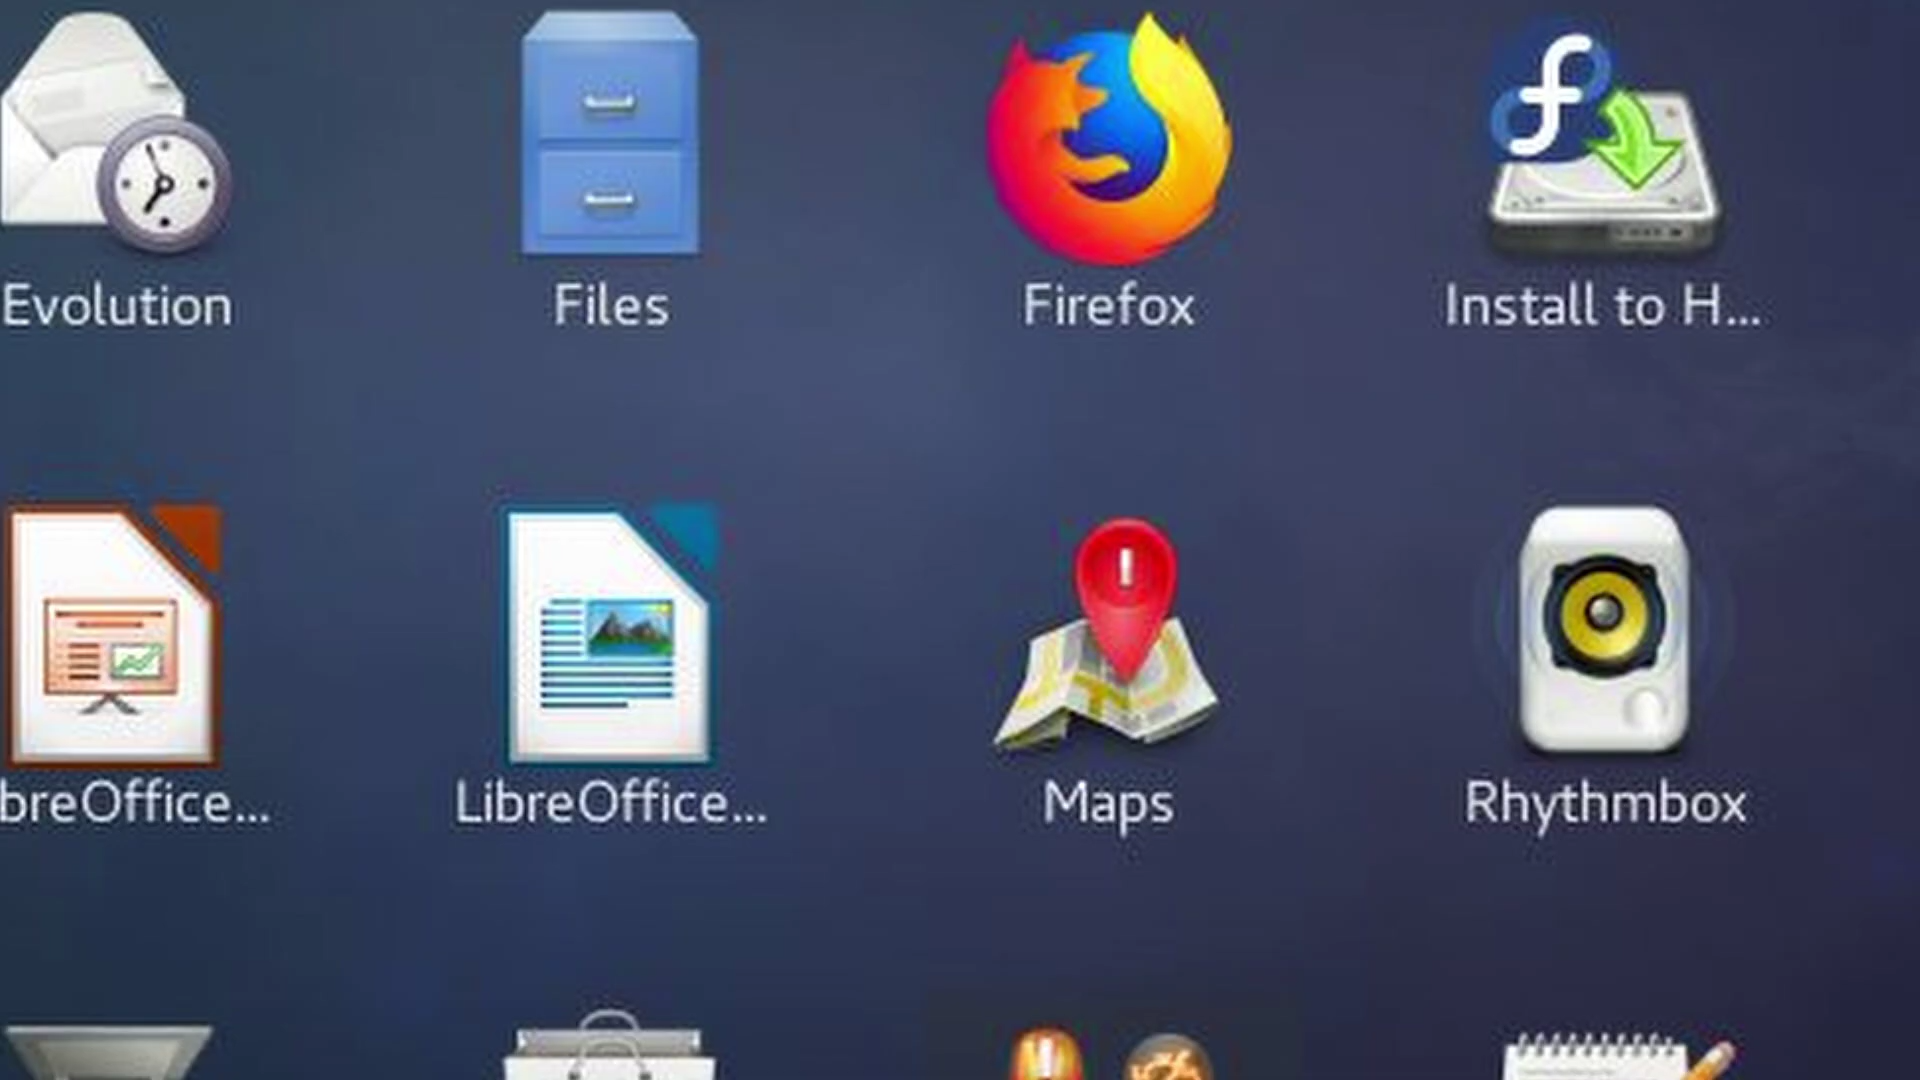 Evolution
Files
Firefox
Install to H...
breOffice...
LibreOffice...
Maps
Rhythmbox